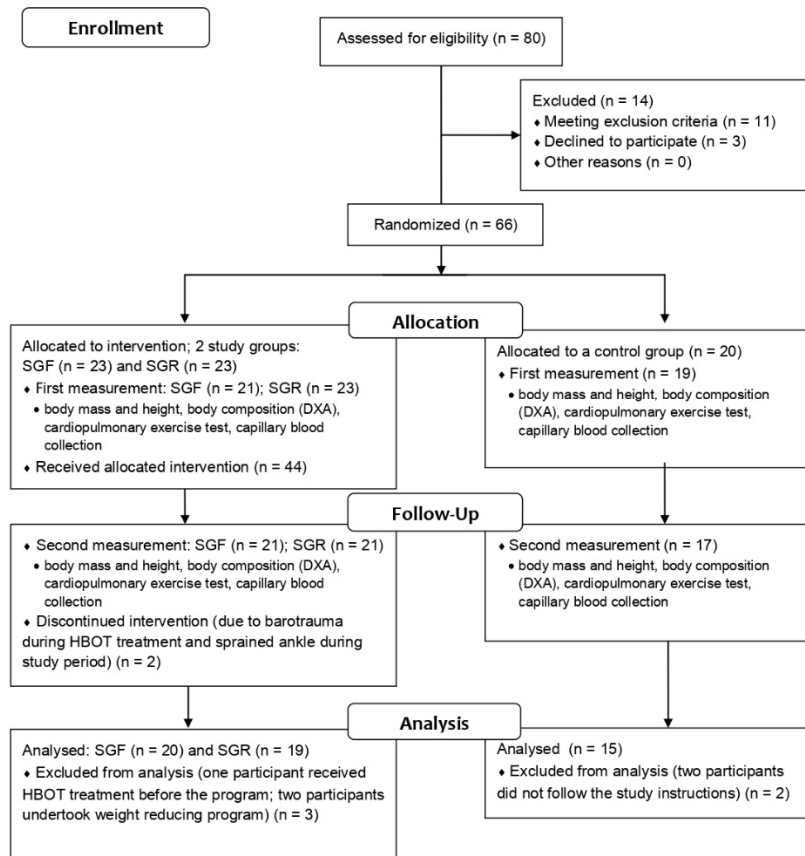 Enrollment
Assessed for eligibility (n = 80)
Excluded (n = 14)
♦ Meeting exclusion criteria (n = 11)
♦ Declined to participate (n = 3)
♦ Other reasons (n = 0)
Randomized (n = 66)
Allocation
Allocated to intervention; 2 study groups:
SGF (n = 23) and SGR (n = 23)
♦ First measurement: SGF (n = 21); SGR (n = 23)
• body mass and height, body composition (DXA),
cardiopulmonary exercise test, capillary blood
collection
♦ Received allocated intervention (n = 44)
Allocated to a control group (n = 20)
♦ First measurement (n = 19)
• body mass and height, body composition
(DXA), cardiopulmonary exercise test,
capillary blood collection
Follow-Up
♦ Second measurement: SGF (n = 21); SGR (n = 21)
• body mass and height, body composition (DXA),
cardiopulmonary exercise test, capillary blood
collection
♦ Discontinued intervention (due to barotrauma
during HBOT treatment and sprained ankle during
study period) (n = 2)
♦ Second measurement (n = 17)
• body mass and height, body composition
(DXA), cardiopulmonary exercise test,
capillary blood collection
Analysis
Analysed: SGF (n = 20) and SGR (n = 19)
♦ Excluded from analysis (one participant received
HBOT treatment before the program; two participants
undertook weight reducing program) (n = 3)
Analysed (n = 15)
♦ Excluded from analysis (two participants
did not follow the study instructions) (n = 2)